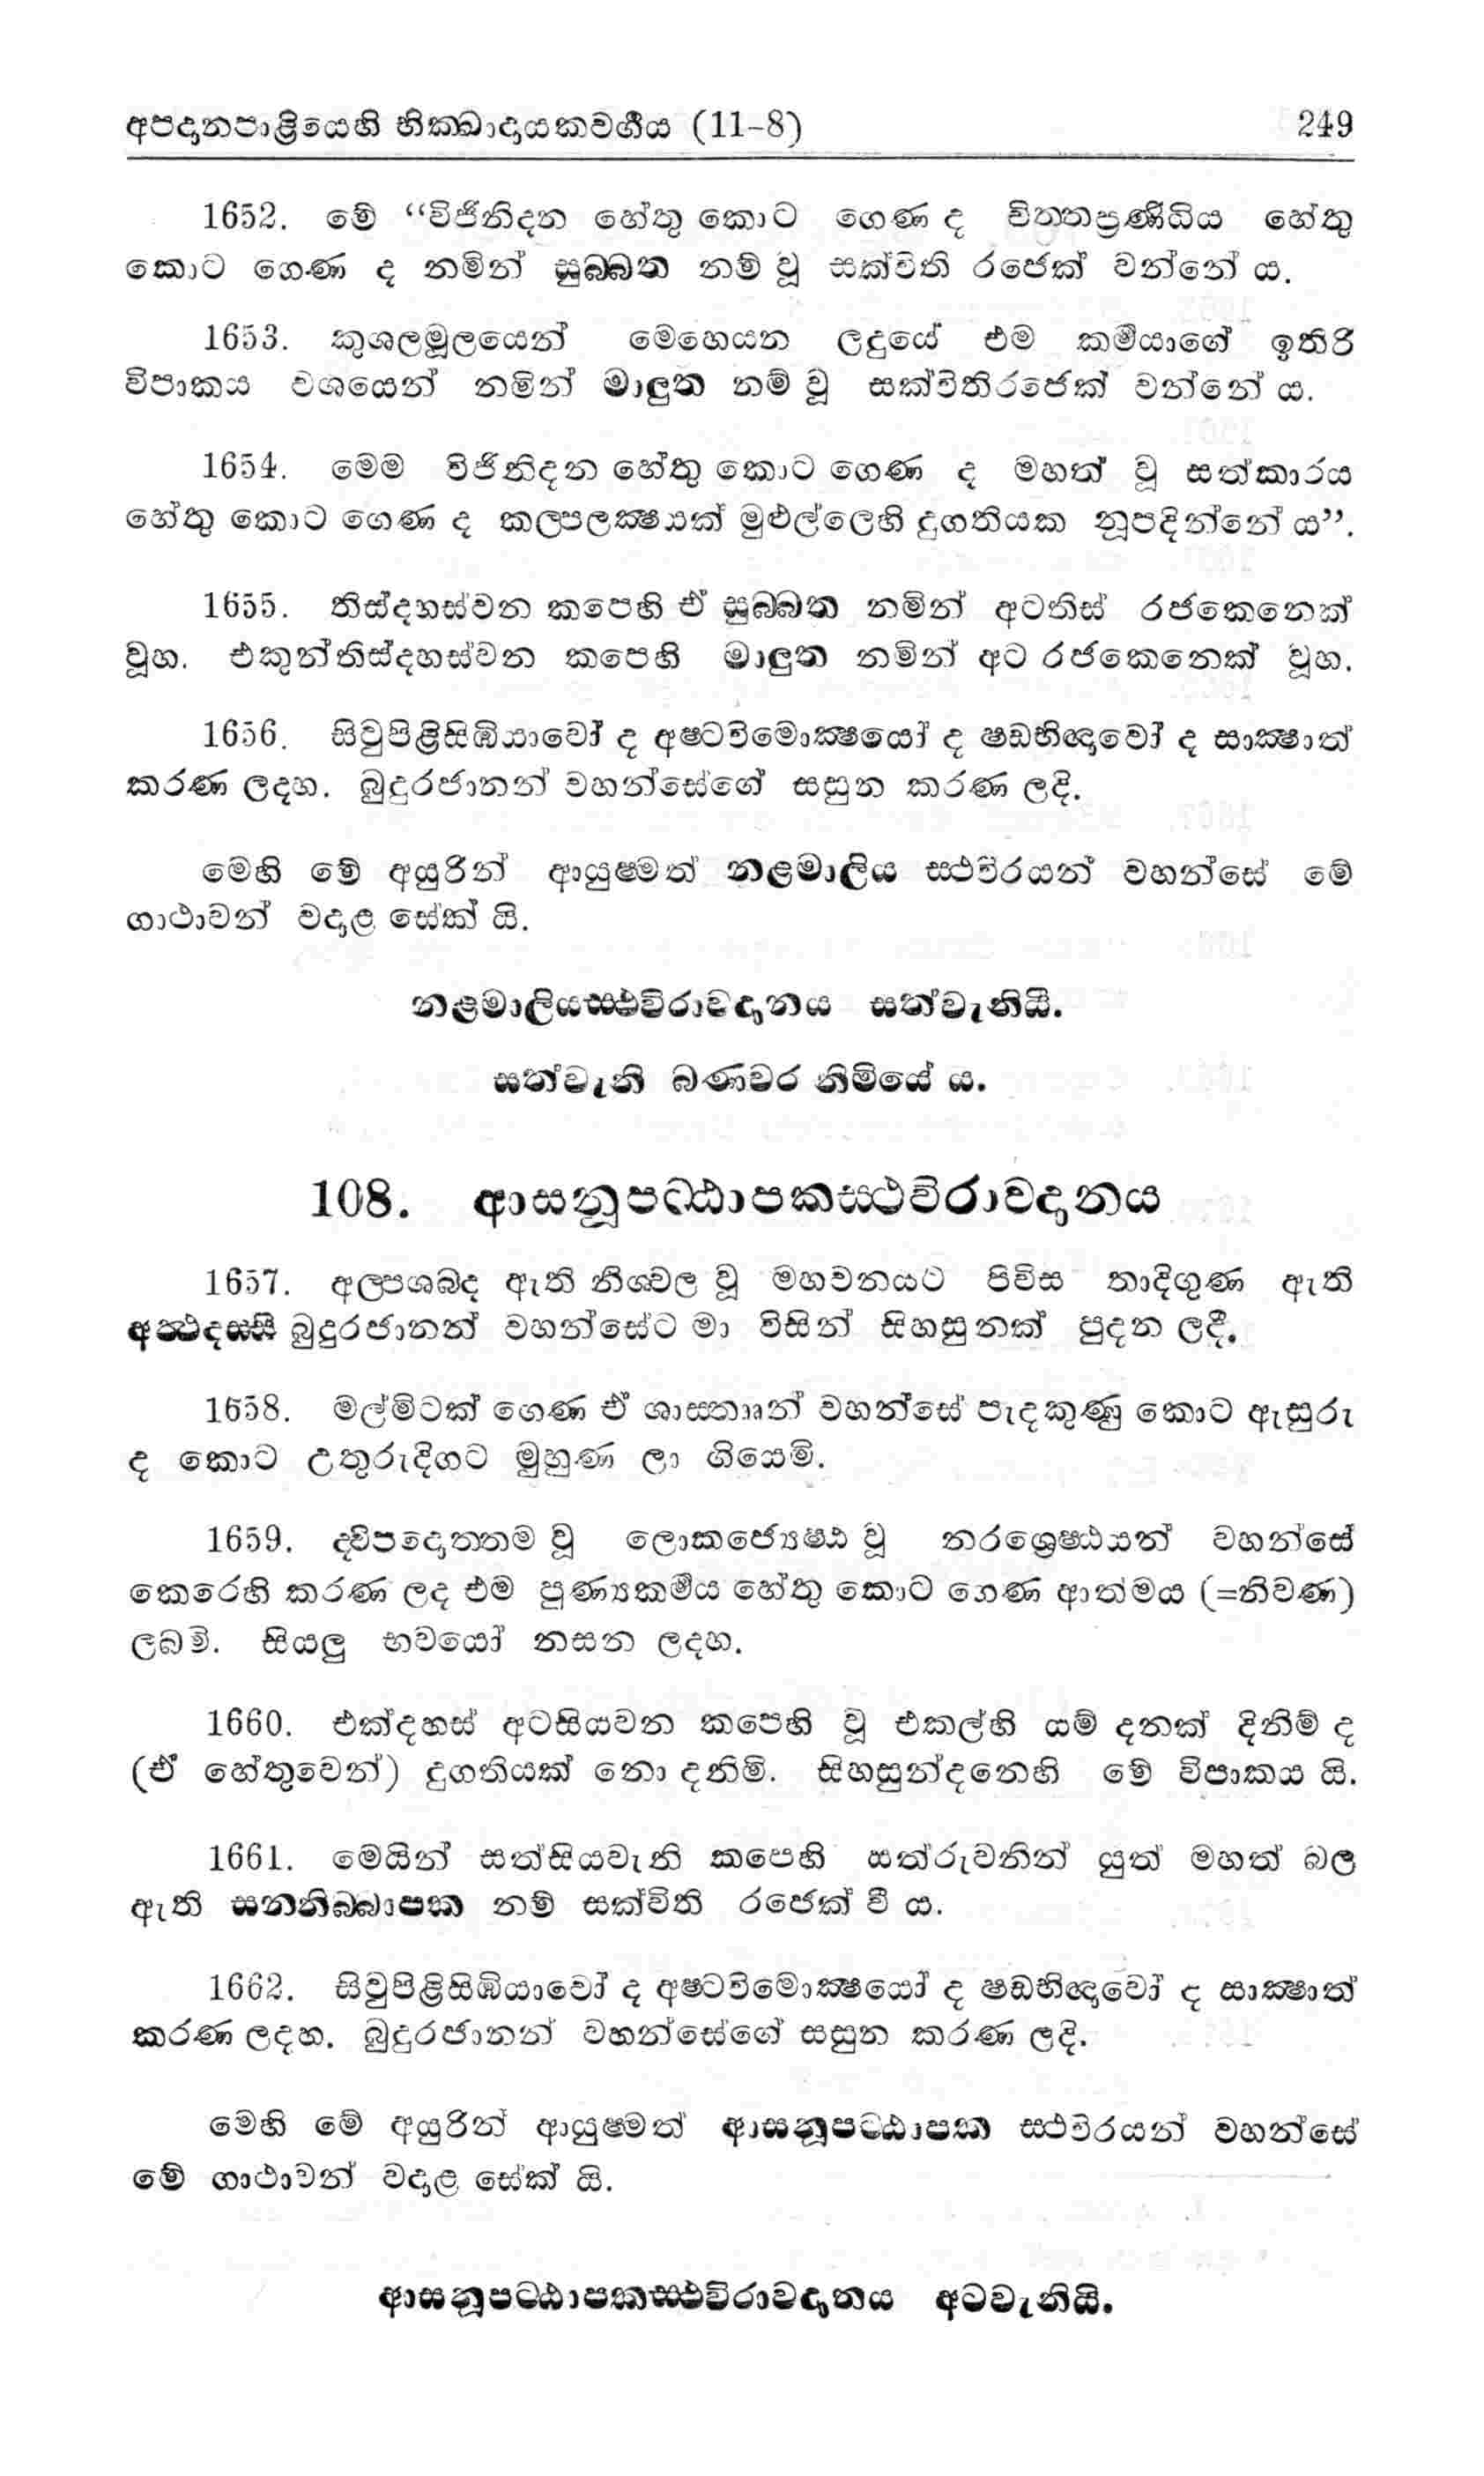 අපදානපාළියෙහි භික්ඛාදායකවර්ගය (11-8) 249
1652. මේ “විජිනිදාන හේතු කොට ගෙණ ද චිත්තප්‍රණිධිය හේතු
කොට ගෙණ ද නමින් සුබ්බත නම් වූ සක්විති රජෙක් වන්නේ ය.
1653. කුශලමූලයෙන් මෙහෙයන ලදුයේ එම කර්මයාගේ ඉතිරි
විපාකය වශයෙන් නමින් මාලුත නම් වූ සක්විතිරජෙක් වන්නේ ය.
1654. මෙම විජිනිදාන හේතු කොට ගෙණ ද මහත් වූ සත්කාරය
හේතු කොට ගෙණ ද කල්පලක්ෂයක් මුළුල්ලෙහි දුගතියක නූපදින්නේ ය”.
1655. තිස්දහස්වන කපෙහි ඒ සුබ්බත නමින් අටතිස් රජකෙනෙක්
වූහ. එකුන්තිස්දහස්වන කපෙහි මාලුත නමින් අට රජකෙනෙක් වූහ.
1656. සිවුපිළිසිඹියාවෝ ද අෂ්ටවිමොක්ෂයෝ ද ෂඩභිඥාවෝ ද සාක්ෂාත්
කරණ ලදහ. බුදුරජානන් වහන්සේගේ සසුන කරණ ලදි.
මෙහි මේ අයුරින් ආයුෂ්මත් නළමාලිය ස්ථවිරයන් වහන්සේ මේ
ගාථාවන් වදාළ සේක් යි.
නළමාලියස්ථවිරාවදානය සත්වැනියි.
සත්වැනි බණවර නිමියේ ය.
108. ආසනූපට්ඨාපකස්ථවිරාවදානය
1657. අල්පශබ්ද ඇති නිශ්චල වූ මහවනයට පිවිස තාදිගුණ ඇති
අත්ථදස්සී බුදුරජානන් වහන්සේට මා විසින් සිහසුනක් පුදන ලදී.
1658. මල්මිටක් ගෙණ ඒ ශාස්තෲන් වහන්සේ පැදකුණු කොට ඇසුරු
ද කොට උතුරුදිගට මුහුණ ලා ගියෙමි.
1659. ද්විපදොත්තම වූ ලොකජ්‍යෙෂ්ඨ වූ නරශ්‍රෙෂ්ඨයන් වහන්සේ
කෙරෙහි කරණ ලද එම පුණ්‍යකර්මය හේතු කොට ගෙණ ආත්මය (=නිවණ)
ලබමි. සියලු භවයෝ නසන ලදහ.
1660. එක්දහස් අටසියවන කපෙහි වූ එකල්හි යම් දනක් දිනිම් ද
(ඒ හේතුවෙන්) දුගතියක් නො දනිමි. සිහසුන්දනෙහි මේ විපාකය යි.
1661. මෙයින් සත්සියවැනි කපෙහි සත්රුවනින් යුත් මහත් බල
ඇති සන්නිබ්බාපක නම් සක්විති රජෙක් වී ය.
1662. සිවුපිළිසිඹියාවෝ ද අෂ්ටවිමොක්ෂයෝ ද ෂඩභිඥාවෝ ද සාක්ෂාත්
කරණ ලදහ. බුදුරජානන් වහන්සේගේ සසුන කරණ ලදි.
මෙහි මේ අයුරින් ආයුෂ්මත් ආසනූපට්ඨාපක ස්ථවිරයන් වහන්සේ
මේ ගාථාවන් වදාළ සේක් යි.
ආසනූපට්ඨාපකස්ථවිරාවදානය අටවැනියි.